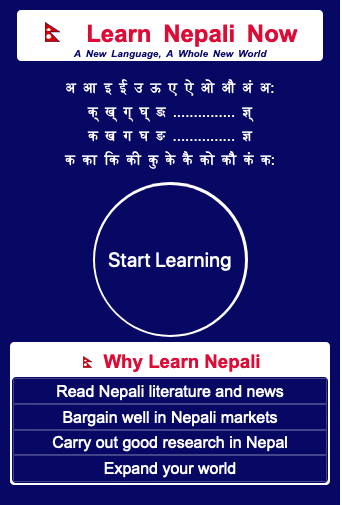 Learn Nepali Now
A New Language, A Whole New World
अ आ इ ई उ ऊ ए ऐ ओ औ अं अ:
क् ख् ग् घ् ङ ............... ज्ञ्
क ख ग घ ङ ............... ज्ञ
क का कि की कु के कै को कौ कं क:
Start Learning
Why Learn Nepali
Read Nepali literature and news
Bargain well in Nepali markets
Carry out good research in Nepal
Expand your world